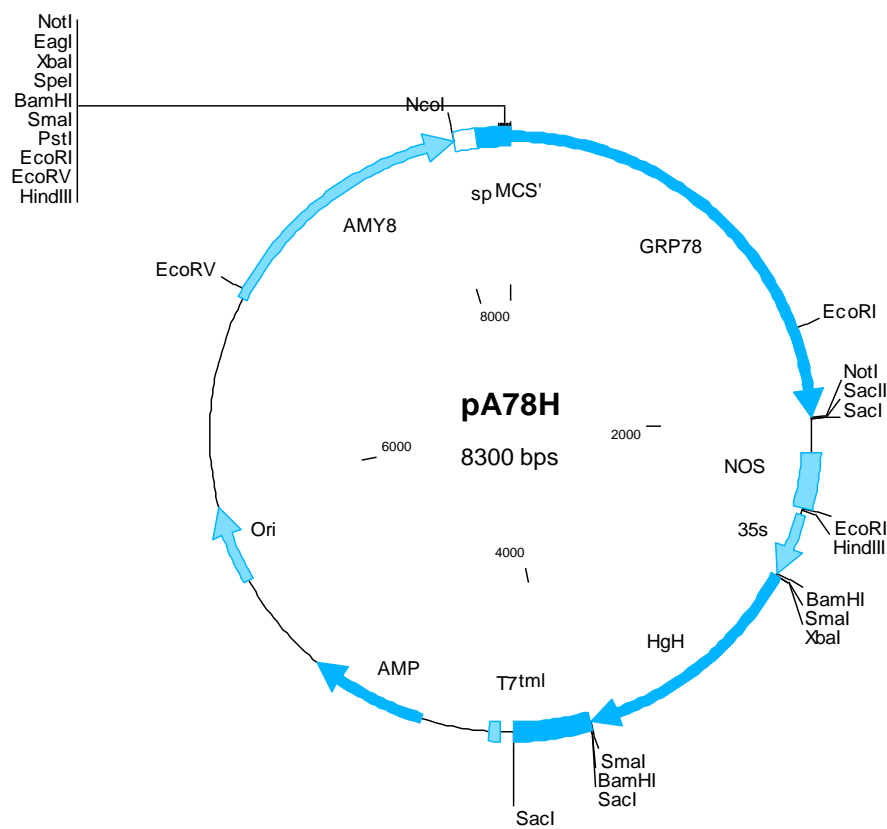 NotI
EagI
XbaI
SpeI
BamHI
SmaI
PstI
EcoRI
EcoRV
HindIII
NcoI
sp MCS'
AMY8
GRP78
EcoRV
8000
EcoRI
NotI
SacII
SacI
pA78H
8300 bps
2000
6000
NOS
Ori
35s
EcoRI
HindIII
4000
BamHI
SmaI
XbaI
HgH
AMP
T7 tml
SmaI
BamHI
SacI
SacI